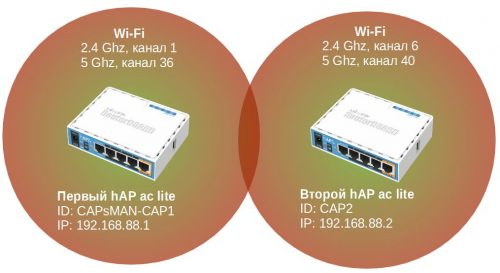 Wi-Fi
2.4 Ghz, канал 1
5 Ghz, канал 36
Первый hAP ac lite
ID: CAPsMAN-CAP1
IP: 192.168.88.1
Wi-Fi
2.4 Ghz, канал 6
5 Ghz, канал 40
Второй hAP ac lite
ID: CAP2
IP: 192.168.88.2